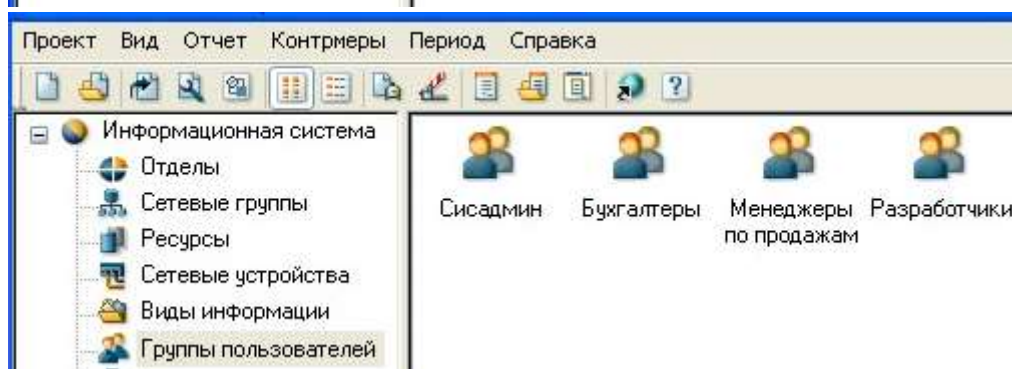 Проект Вид Отчет Контрмеры Период Справка
Информационная система
Отделы
Сетевые группы
Ресурсы
Сетевые устройства
Виды информации
Группы пользователей
Сисадмин Бухгалтеры Менеджеры Разработчики
по продажам